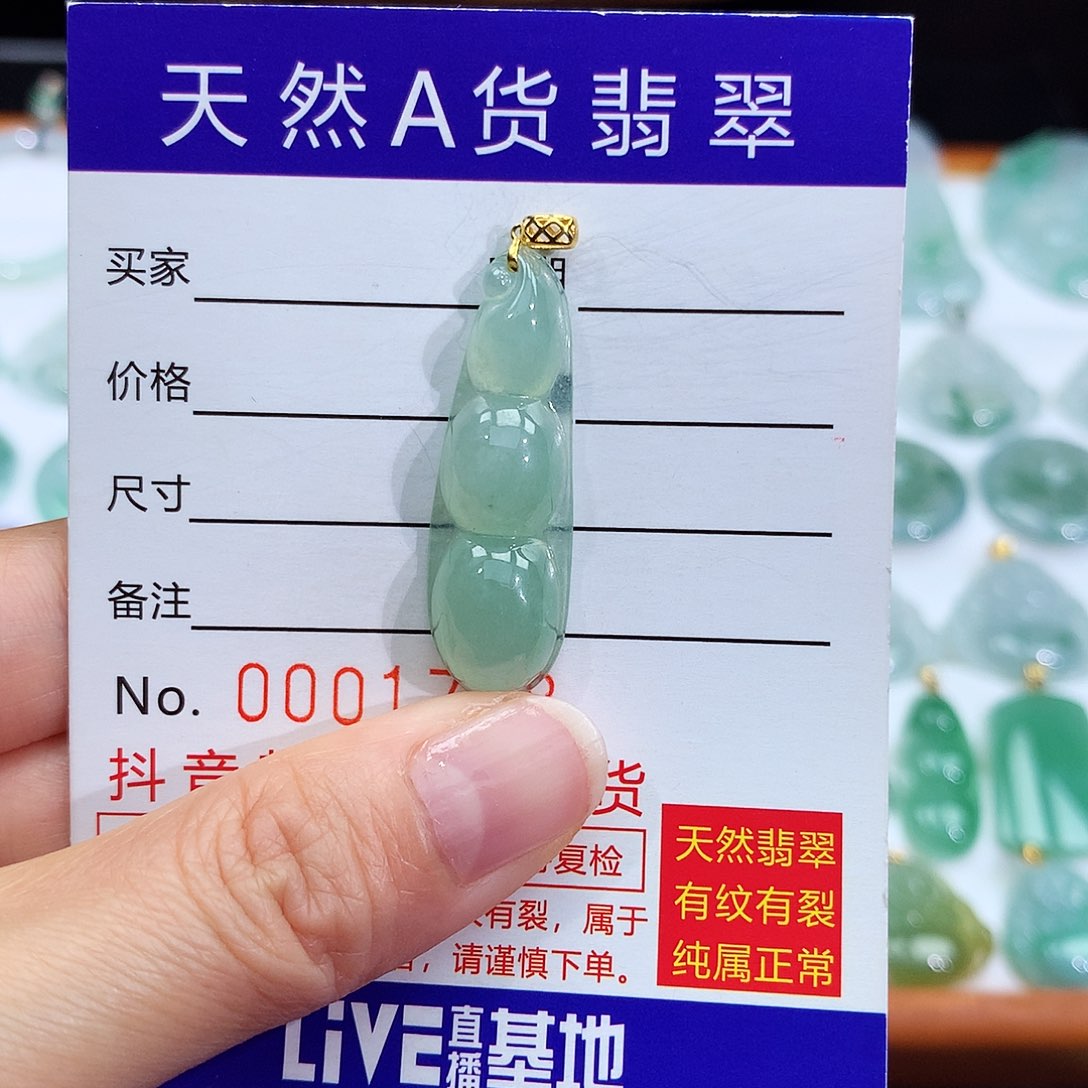 天然A货翡翠
买家
价格
尺寸
备注
No. 0001
抖音 货
复检
有裂，属于
，请谨慎下单。
天然翡翠
有纹有裂
纯属正常
LiVE直播基地